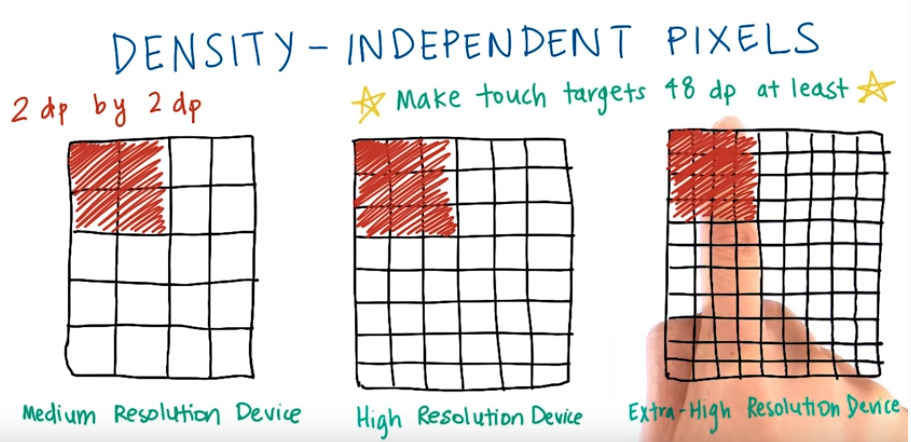 DENSITY-INDEPENDENT PIXELS
2 dp by 2 dp
Make touch targets 48 dp at least
Medium Resolution Device
High Resolution Device
Extra-High Resolution Device